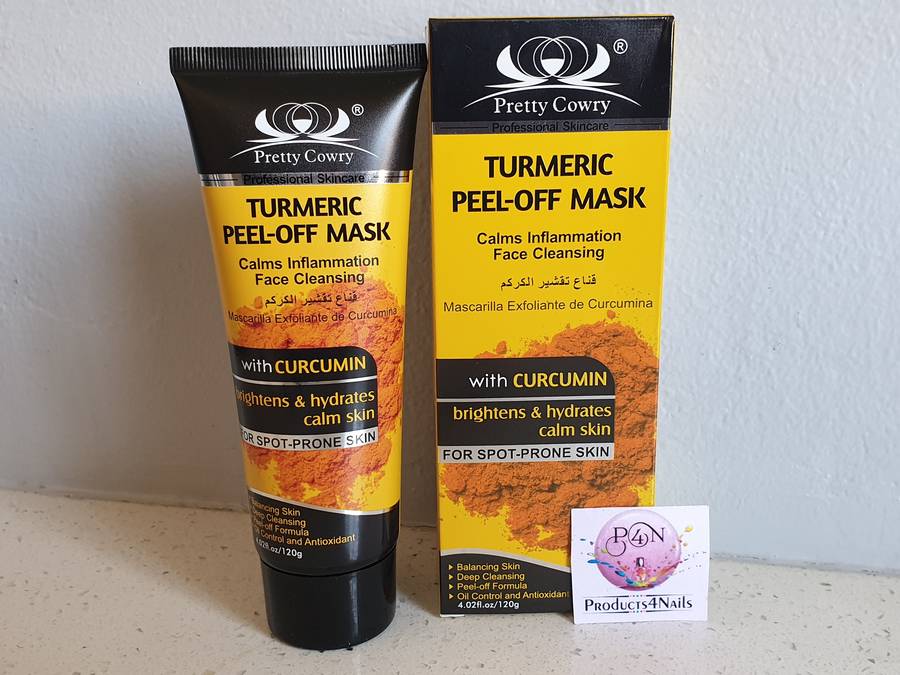 ®
Pretty Cowry
Professional Skincare
TURMERIC
PEEL-OFF MASK
Calms Inflammation
Face Cleansing
قناع تقشير الكركم
Mascarilla Exfoliante de Curcumina
with CURCUMIN
brightens & hydrates
calm skin
FOR SPOT-PRONE SKIN
Balancing Skin
Deep Cleansing
Peel-off Formula
Oil Control and Antioxidant
4.02fl.oz/120g
®
Pretty Cowry
Professional Skincare
TURMERIC
PEEL-OFF MASK
Calms Inflammation
Face Cleansing
قناع تقشير الكركم
Mascarilla Exfoliante de Curcumina
with CURCUMIN
brightens & hydrates
calm skin
FOR SPOT-PRONE SKIN
Balancing Skin
Deep Cleansing
Peel-off Formula
Oil Control and Antioxidant
4.02fl.oz/120g
P4N
Products4Nails